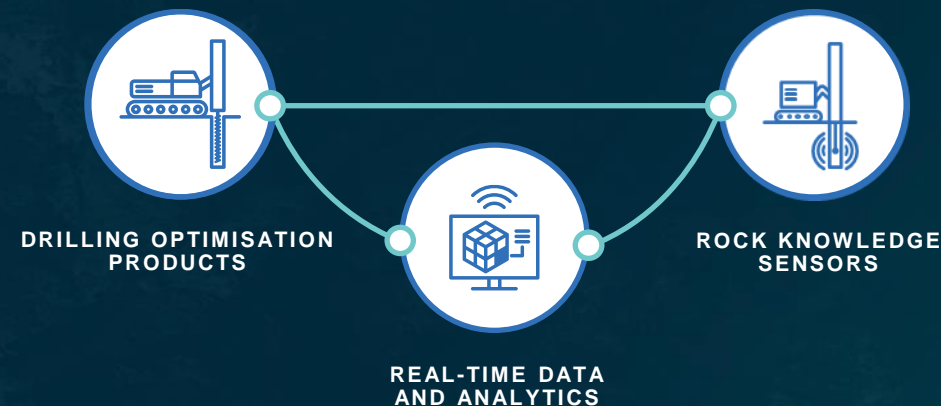 DRILLING OPTIMISATION
PRODUCTS
ROCK KNOWLEDGE
SENSORS
REAL-TIME DATA
AND ANALYTICS